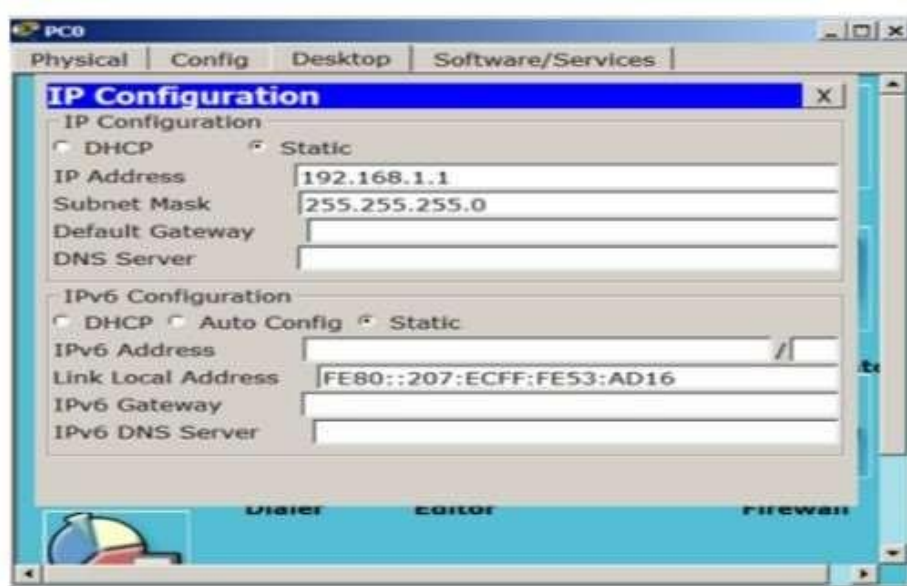 PC0
Physical Config Desktop Software/Services
IP Configuration X
IP Configuration
DHCP Static
IP Address 192.168.1.1
Subnet Mask 255.255.255.0
Default Gateway
DNS Server
IPv6 Configuration
DHCP Auto Config Static
IPv6 Address /
Link Local Address FE80::207:ECFF:FE53:AD16
IPv6 Gateway
IPv6 DNS Server
Dialer Editor Firewall